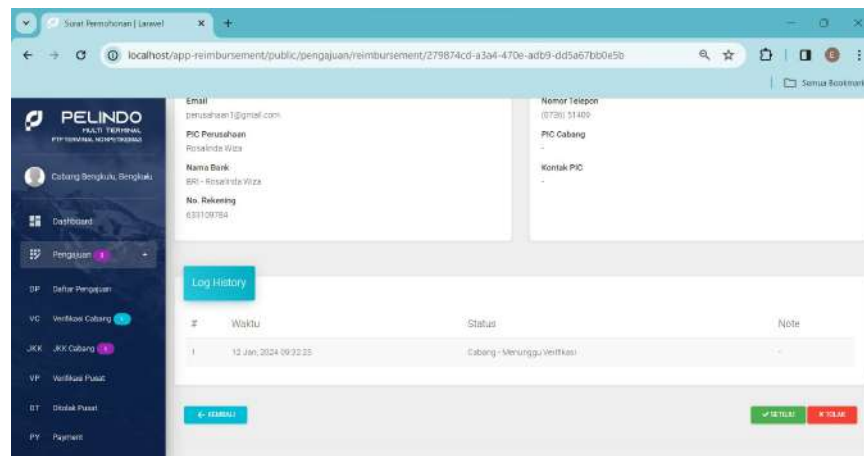 Surat Permohonan | Laravel
localhost/app-reimbursement/public/pengajuan/reimbursement/279874cd-a3a4-470e-adb9-dd5a67bb0e5b
Semua Bookmark
PELINDO
MULTI TERMINAL
Cabang Bengkulu, Bengkulu
Dashboard
Pengajuan
DP Daftar Pengajuan
VC Verifikasi Cabang
JKK JKK Cabang
VP Verifikasi Pusat
DT Ditolak Pusat
PY Payment
Email
perusahaan1@gmail.com
PIC Perusahaan
Rosalinda Wiza
Nama Bank
BRI - Rosalinda Wiza
No. Rekening
633109784
Nomor Telepon
(0736) 51409
PIC Cabang
-
Kontak PIC
-
Log History
# Waktu Status Note
1 12 Jan, 2024 09:32:25 Cabang - Menunggu Verifikasi -
KEMBALI
SETUJU
TOLAK